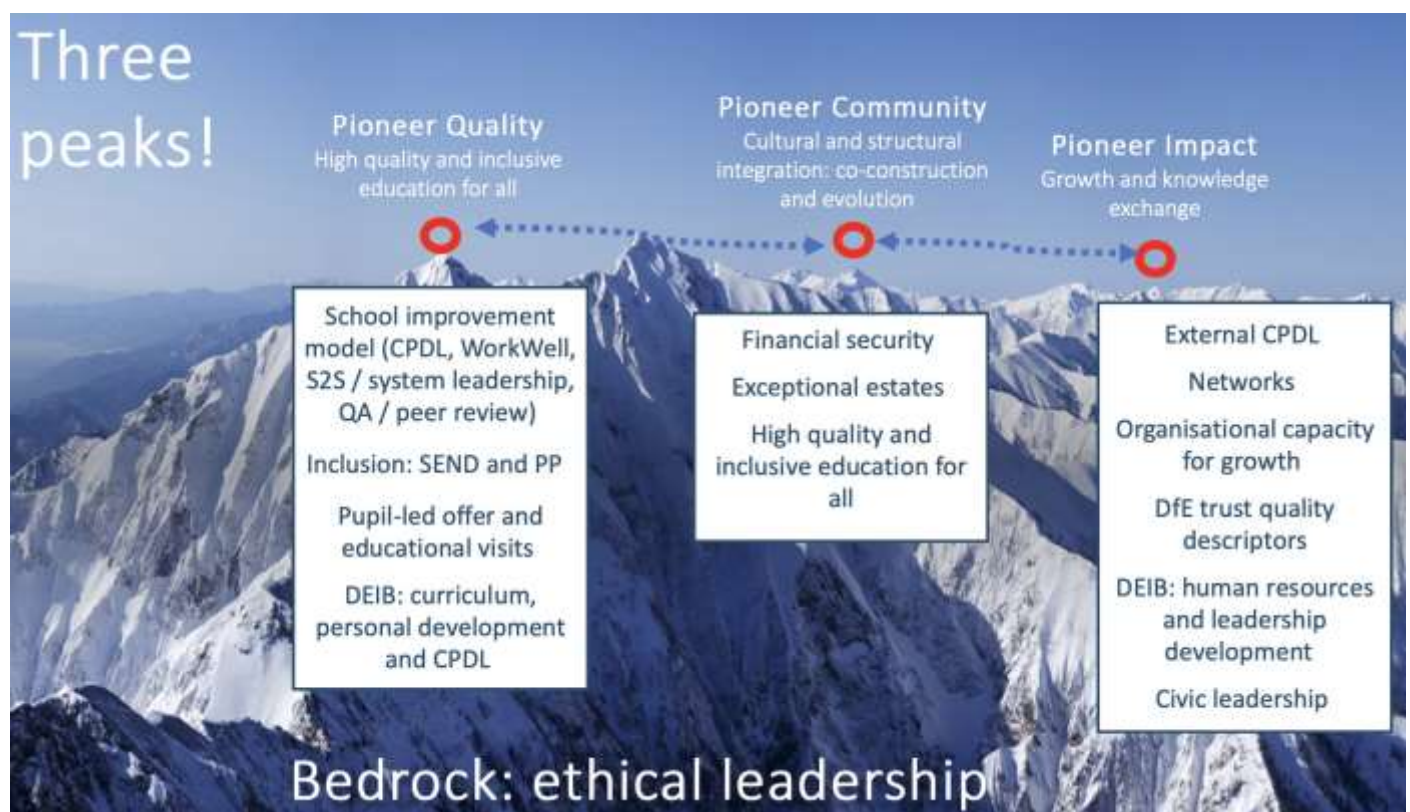 Three
peaks!
Pioneer Quality
High quality and inclusive
education for all
Pioneer Community
Cultural and structural
integration: co-construction
and evolution
Pioneer Impact
Growth and knowledge
exchange
School improvement
model (CPDL, WorkWell,
S2S / system leadership,
QA / peer review)
Inclusion: SEND and PP
Pupil-led offer and
educational visits
DEIB: curriculum,
personal development
and CPDL
Financial security
Exceptional estates
High quality and
inclusive education for
all
External CPDL
Networks
Organisational capacity
for growth
DfE trust quality
descriptors
DEIB: human resources
and leadership
development
Civic leadership
Bedrock: ethical leadership